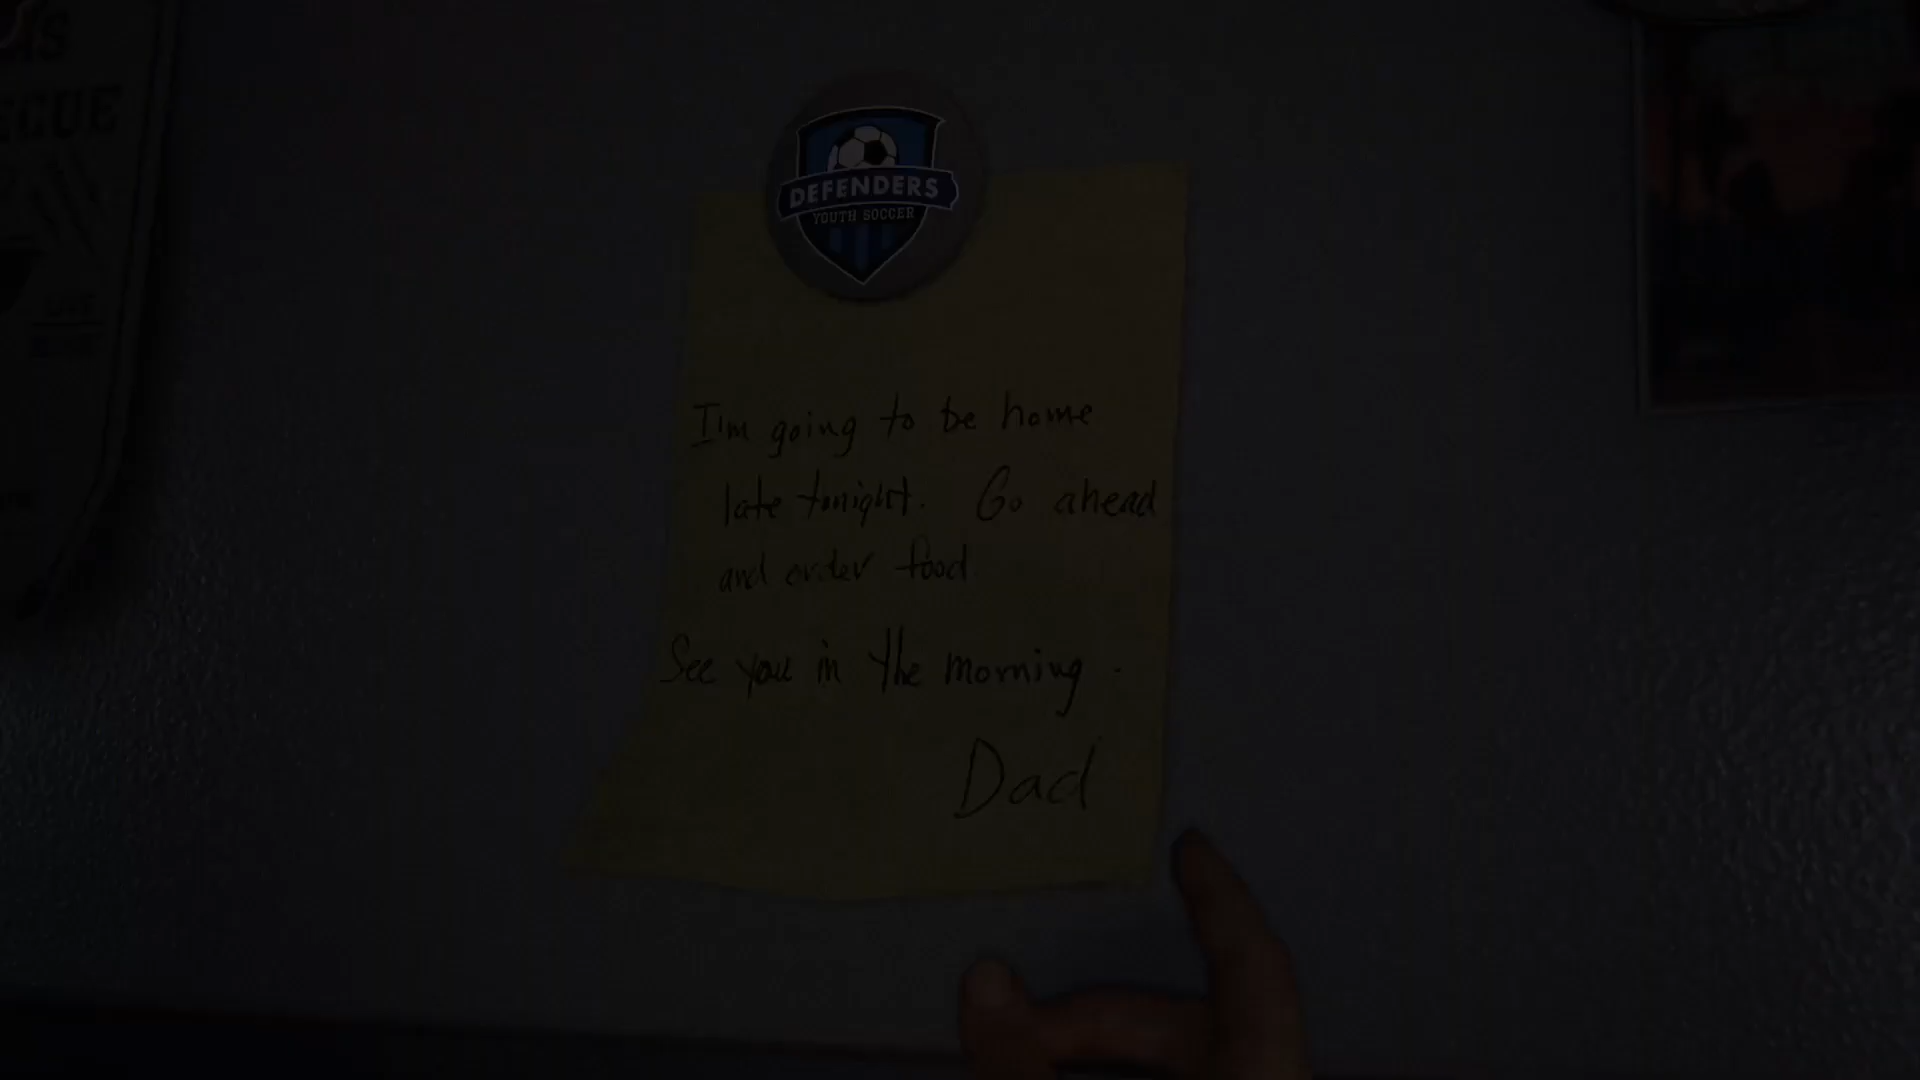 DEFENDERS
YOUTH SOCCER
I'm going to be home
late tonight. Go ahead
and order food.
See you in the morning.
Dad